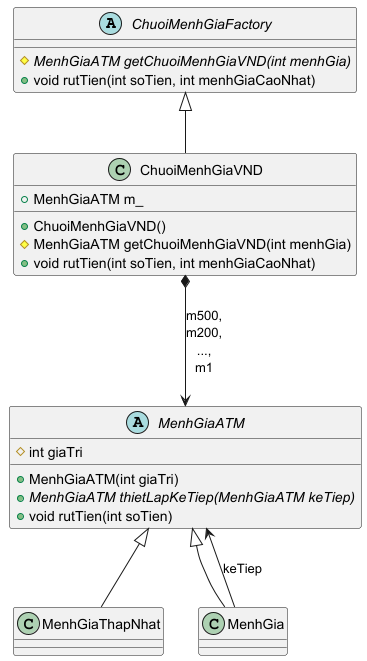 A ChuoiMenhGiaFactory
MenhGiaATM getChuoiMenhGiaVND(int menhGia)
void rutTien(int soTien, int menhGiaCaoNhat)
C ChuoiMenhGiaVND
MenhGiaATM m_
ChuoiMenhGiaVND()
MenhGiaATM getChuoiMenhGiaVND(int menhGia)
void rutTien(int soTien, int menhGiaCaoNhat)
m500,
m200,
...,
m1
A MenhGiaATM
int giaTri
MenhGiaATM(int giaTri)
MenhGiaATM thietLapKeTiep(MenhGiaATM keTiep)
void rutTien(int soTien)
keTiep
C MenhGiaThapNhat
C MenhGia